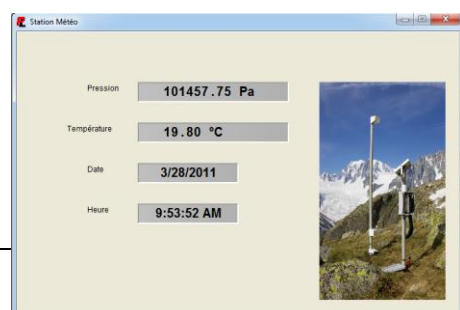 Station Météo
Pression 101457.75 Pa
Température 19.80 °C
Date 3/28/2011
Heure 9:53:52 AM